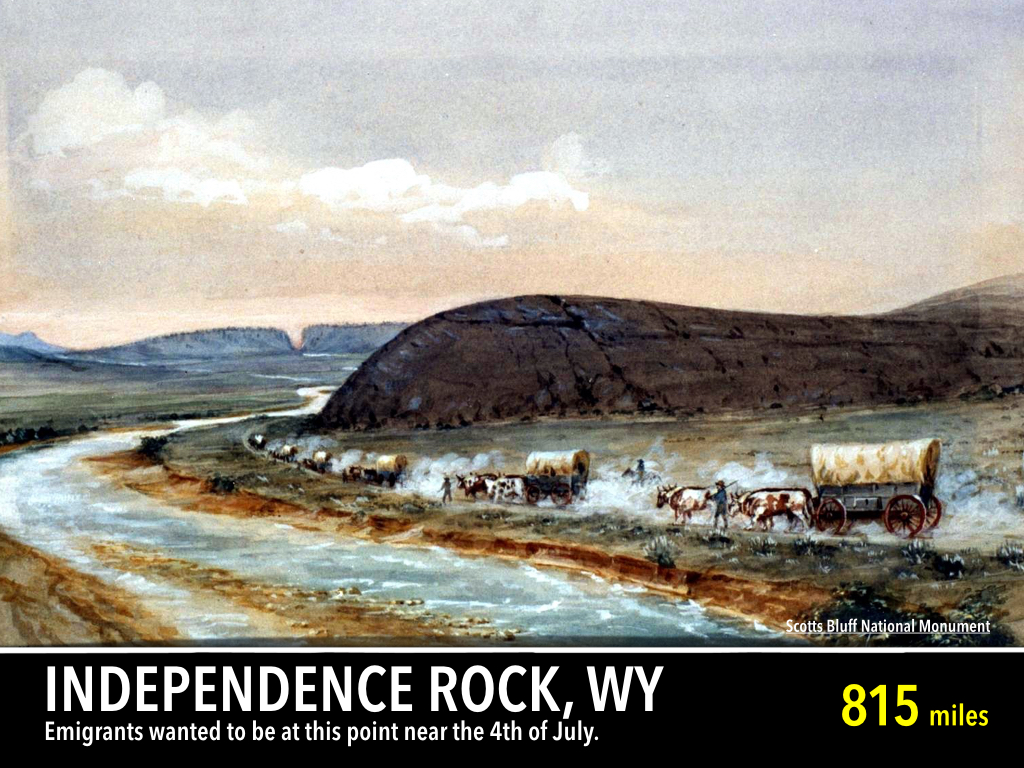 Scotts Bluff National Monument
INDEPENDENCE ROCK, WY
Emigrants wanted to be at this point near the 4th of July.
815 miles